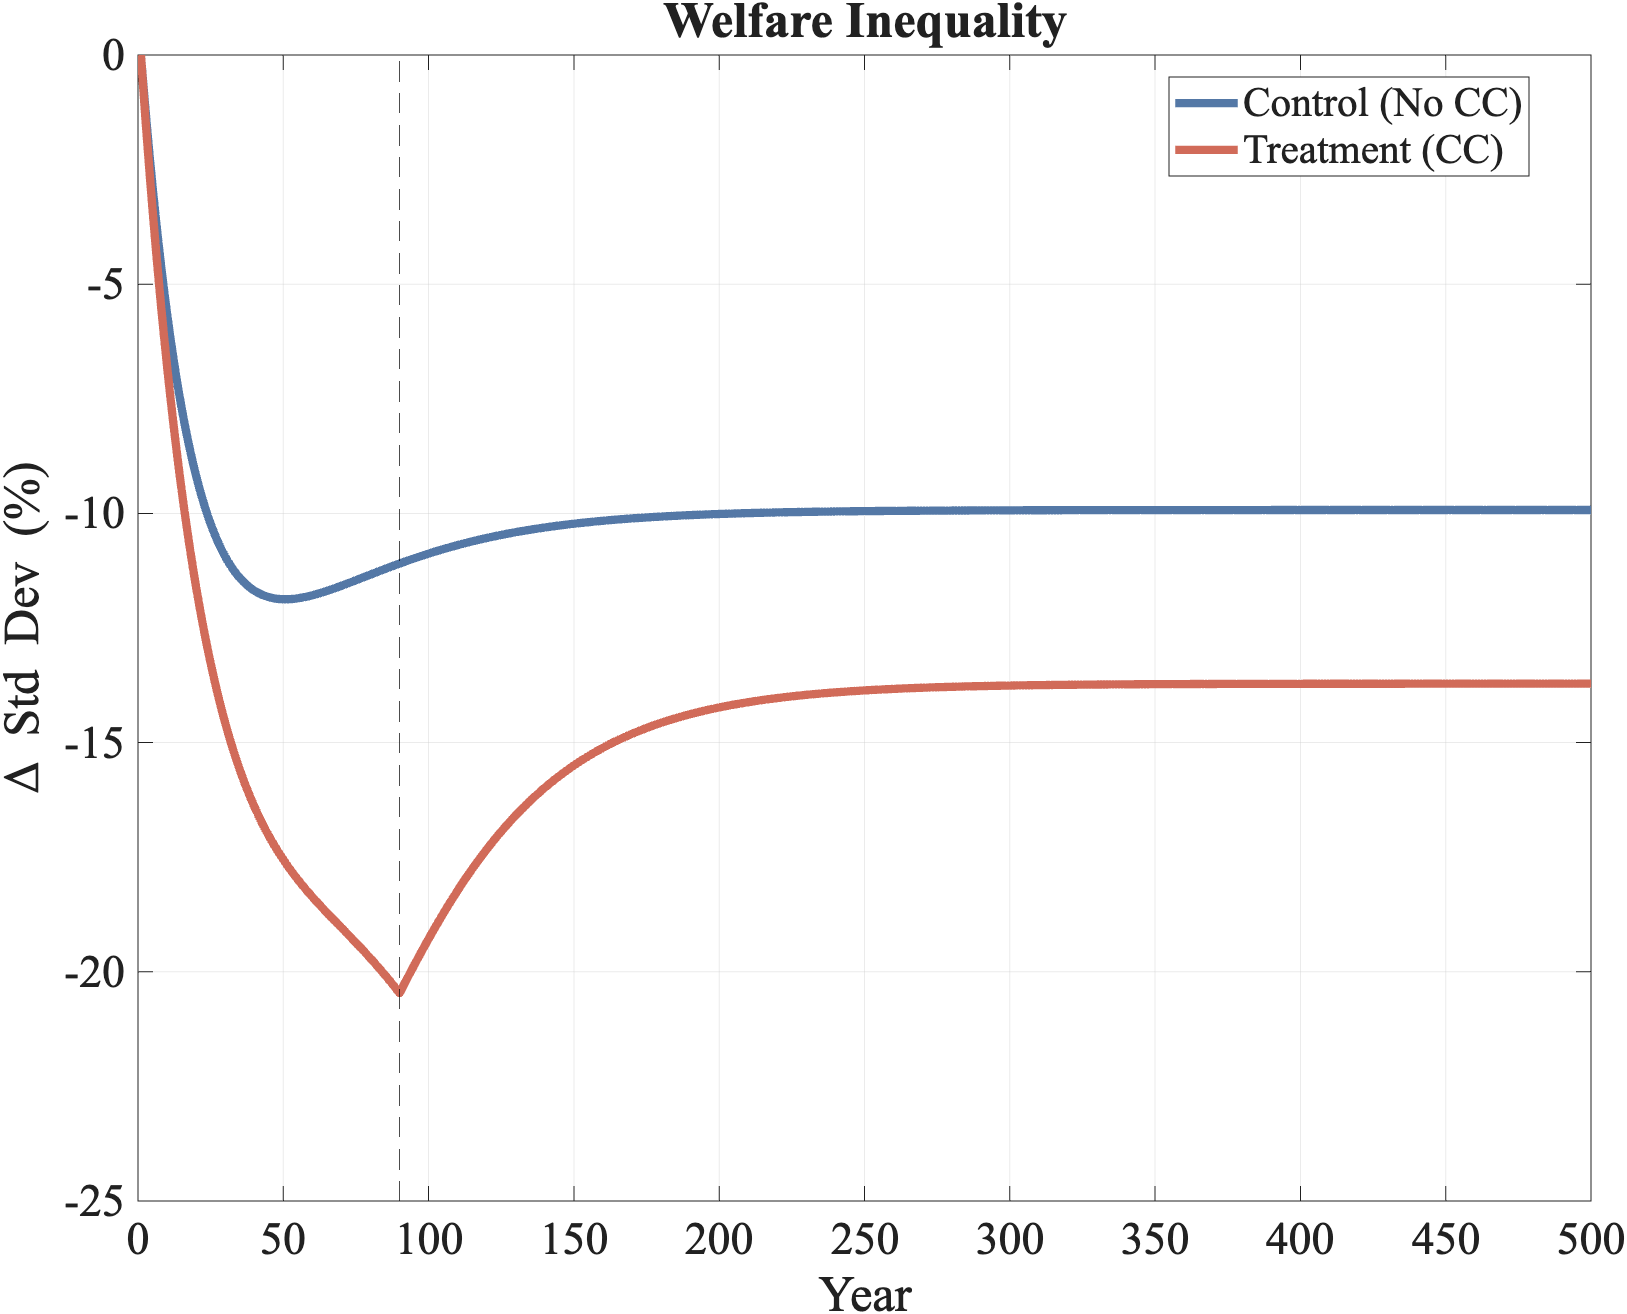 Welfare Inequality
Control (No CC)
Treatment (CC)
Δ Std Dev (%)
0
-5
-10
-15
-20
-25
0 50 100 150 200 250 300 350 400 450 500
Year